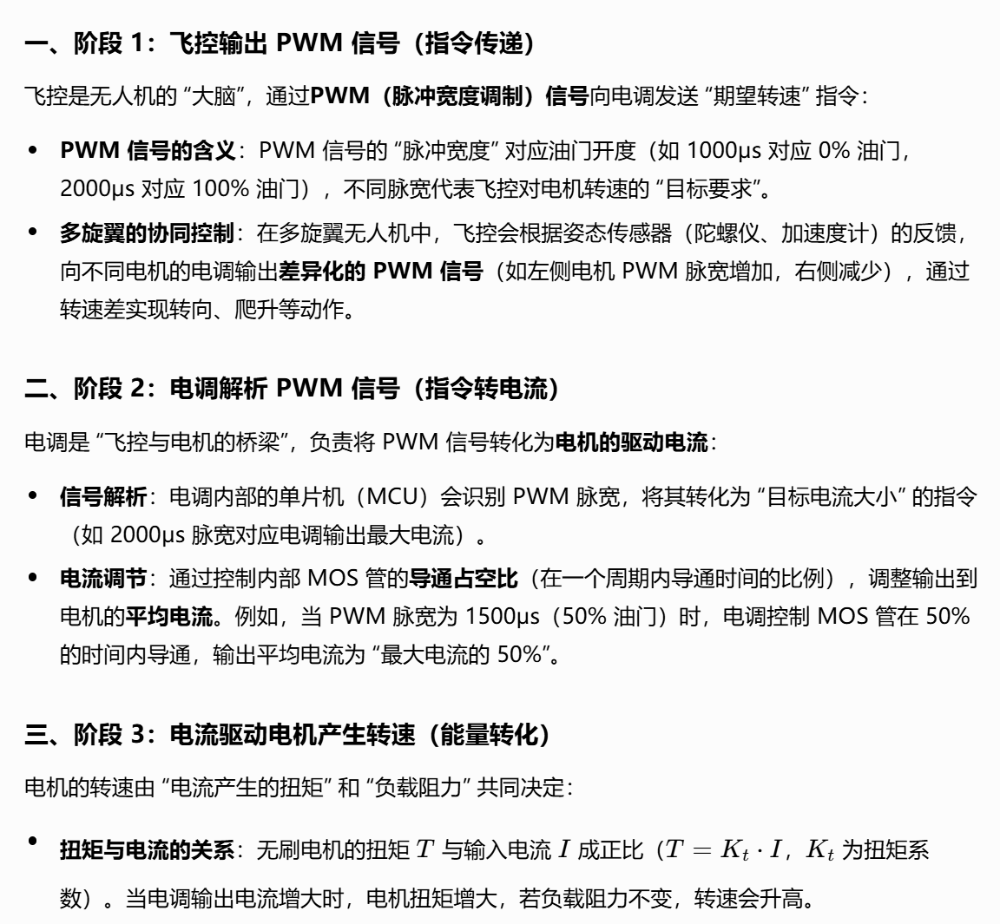 一、阶段 1：飞控输出 PWM 信号（指令传递）
飞控是无人机的 “大脑”，通过PWM（脉冲宽度调制）信号向电调发送 “期望转速” 指令：
• PWM 信号的含义：PWM 信号的 “脉冲宽度” 对应油门开度（如 1000μs 对应 0% 油门，
2000μs 对应 100% 油门），不同脉宽代表飞控对电机转速的 “目标要求”。
• 多旋翼的协同控制：在多旋翼无人机中，飞控会根据姿态传感器（陀螺仪、加速度计）的反馈，
向不同电机的电调输出差异化的 PWM 信号（如左侧电机 PWM 脉宽增加，右侧减少），通过
转速差实现转向、爬升等动作。
二、阶段 2：电调解析 PWM 信号（指令转电流）
电调是 “飞控与电机的桥梁”，负责将 PWM 信号转化为电机的驱动电流：
• 信号解析：电调内部的单片机（MCU）会识别 PWM 脉宽，将其转化为 “目标电流大小” 的指令
（如 2000μs 脉宽对应电调输出最大电流）。
• 电流调节：通过控制内部 MOS 管的导通占空比（在一个周期内导通时间的比例），调整输出到
电机的平均电流。例如，当 PWM 脉宽为 1500μs（50% 油门）时，电调控制 MOS 管在 50%
的时间内导通，输出平均电流为 “最大电流的 50%”。
三、阶段 3：电流驱动电机产生转速（能量转化）
电机的转速由 “电流产生的扭矩” 和 “负载阻力” 共同决定：
• 扭矩与电流的关系：无刷电机的扭矩 T 与输入电流 I 成正比（T = K_t · I，K_t 为扭矩系
数）。当电调输出电流增大时，电机扭矩增大，若负载阻力不变，转速会升高。